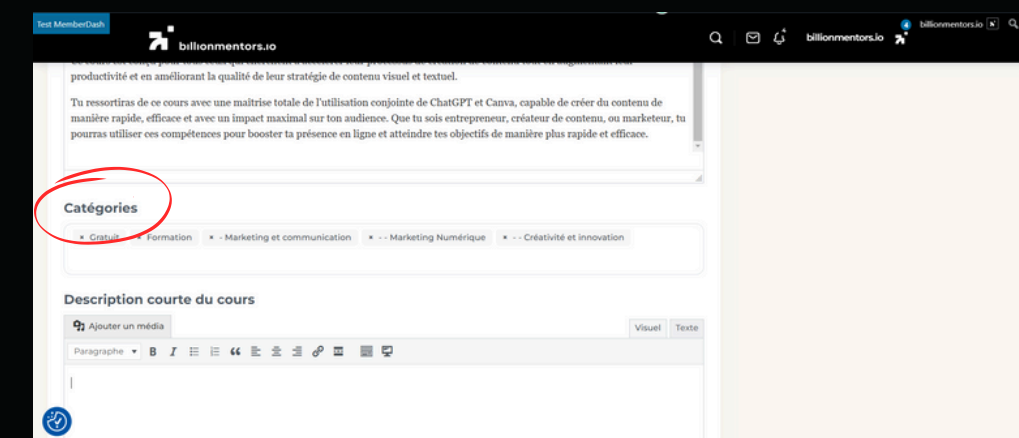 Test MemberDash
billionmentors.io
billionmentors.io
4
billionmentors.io
productivité et en améliorant la qualité de leur stratégie de contenu visuel et textuel.
Tu ressortiras de ce cours avec une maîtrise totale de l'utilisation conjointe de ChatGPT et Canva, capable de créer du contenu de
manière rapide, efficace et avec un impact maximal sur ton audience. Que tu sois entrepreneur, créateur de contenu, ou marketeur, tu
pourras utiliser ces compétences pour booster ta présence en ligne et atteindre tes objectifs de manière plus rapide et efficace.
Catégories
× Gratuit × Formation × - Marketing et communication × - - Marketing Numérique × - - Créativité et innovation
Description courte du cours
Ajouter un média
Visuel Texte
Paragraphe B I